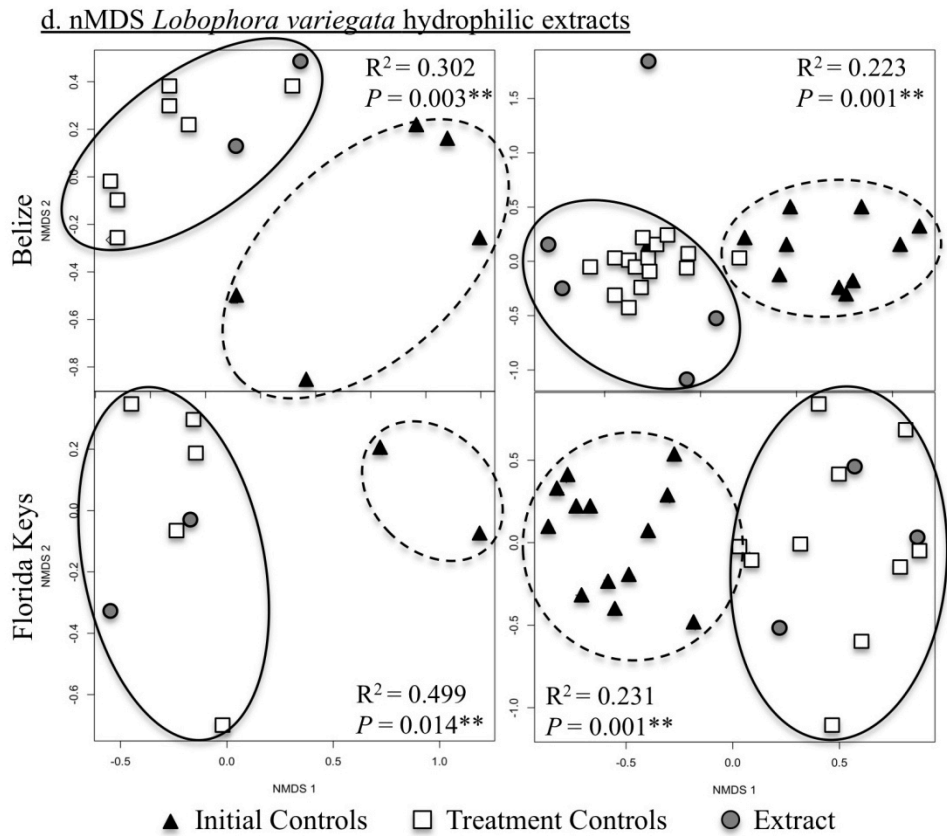 d. nMDS Lobophora variegata hydrophilic extracts
R² = 0.302
P = 0.003**
R² = 0.223
P = 0.001**
Belize
NMDS 2
0.4
0.2
0.0
-0.2
-0.4
-0.6
-0.8
1.5
1.0
0.5
0.0
-0.5
-1.0
Florida Keys
NMDS 2
0.2
0.0
-0.2
-0.4
-0.6
0.5
0.0
-0.5
-1.0
R² = 0.499
P = 0.014**
R² = 0.231
P = 0.001**
-0.5 0.0 0.5 1.0
-0.5 0.0 0.5
NMDS 1 NMDS 1
Initial Controls Treatment Controls Extract